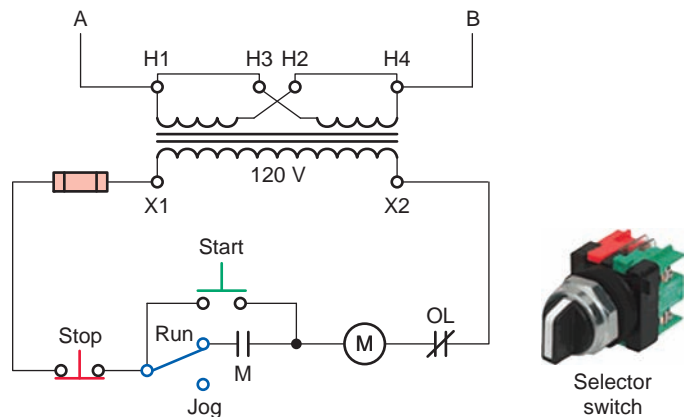 A B
H1 H3 H2 H4
120 V
X1 X2
Start
Stop Run M OL
M
Jog
Selector
switch